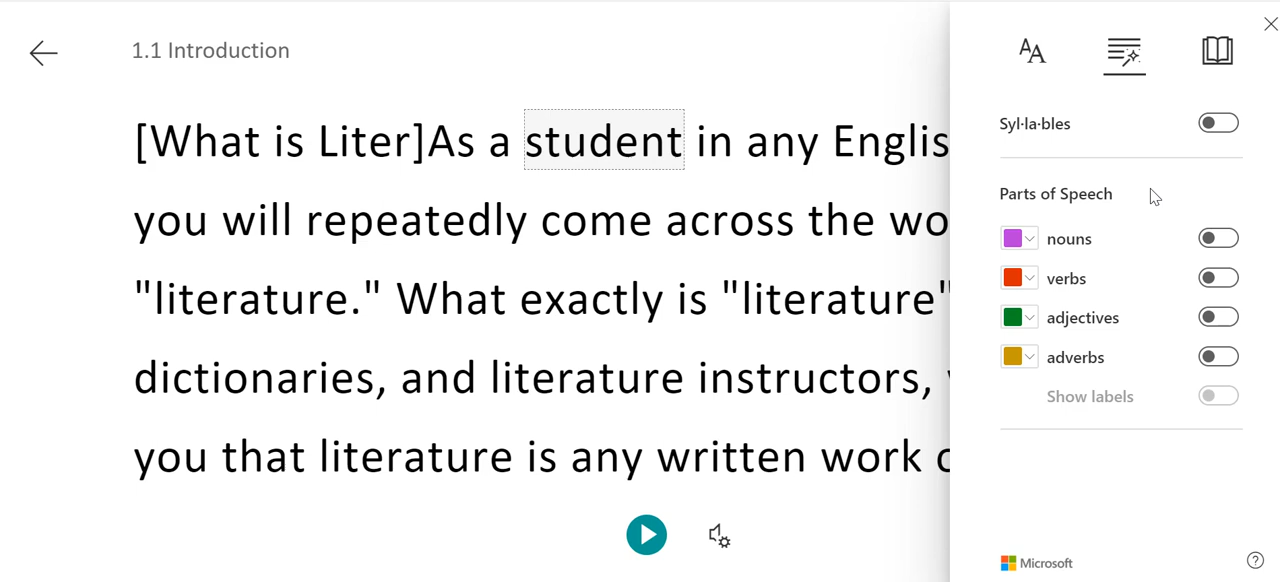 1.1 Introduction
[What is Liter]As a student in any Englis
you will repeatedly come across the wo
"literature." What exactly is "literature"
dictionaries, and literature instructors,
you that literature is any written work
AA
Syl·la·bles
Parts of Speech
nouns
verbs
adjectives
adverbs
Show labels
Microsoft